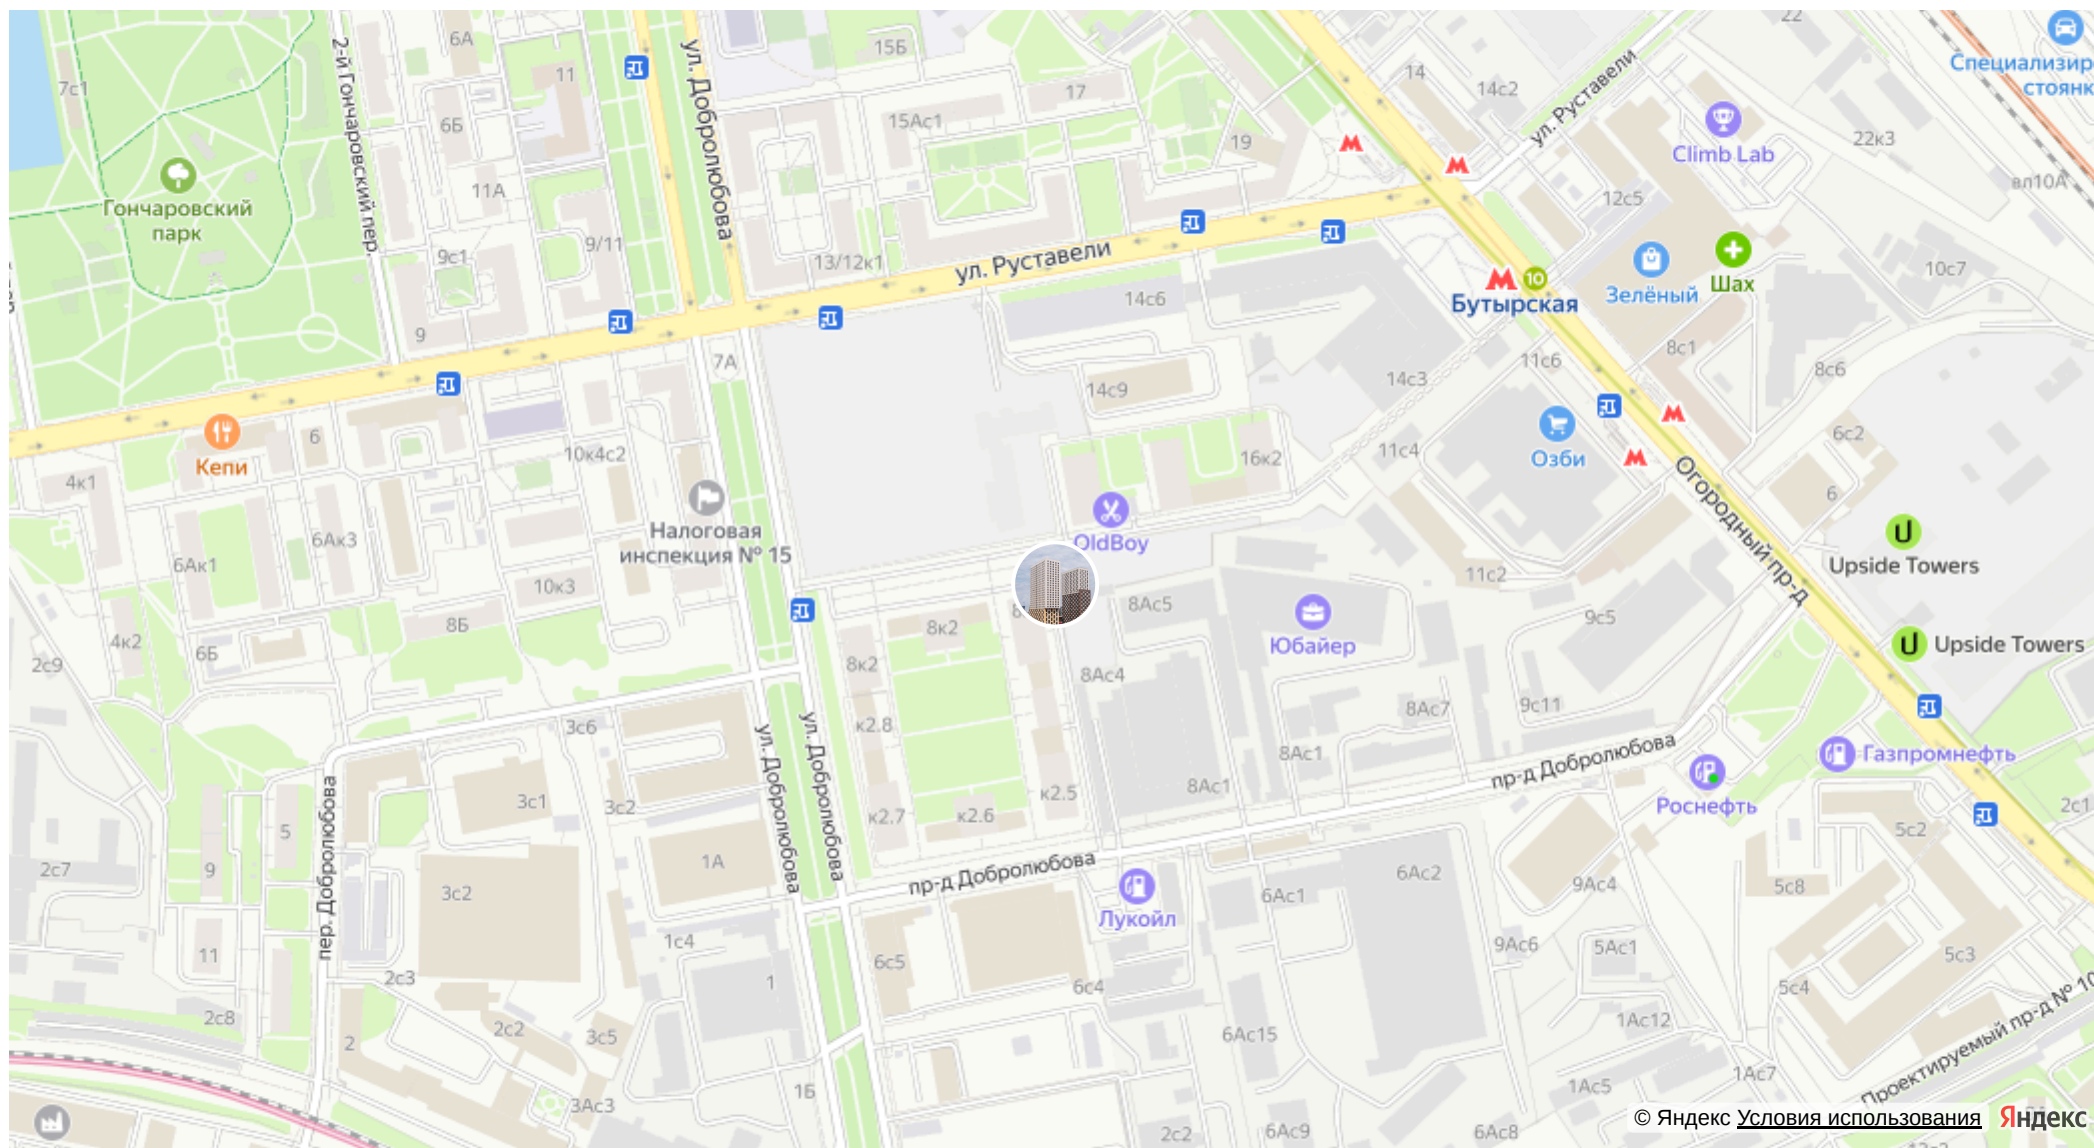 6А
11
15Б
22
7с1
2-й Гончаровский пер.
ул. Добролюбова
17
14
14с2
ул. Руставели
Специализир
стоянк
6Б
15Ас1
19
Climb Lab
22к3
11А
12с5
вл10А
Гончаровский
парк
9/11
9с1
13/12к1
ул. Руставели
14с6
Бутырская
10
Зелёный
Шах
10с7
9
7А
14с9
14с3
11с6
8с1
8с6
Кепи
6
10к4с2
16к2
11с4
Озби
6с2
4к1
6Ак3
Налоговая
инспекция № 15
OldBoy
Огородный пр-д
6
Upside Towers
6Ак1
10к3
8Ас5
11с2
9с5
8Б
8к2
Юбайер
Upside Towers
4к2
6Б
2с9
8к2
8Ас4
3с6
к2.8
8Ас7
9с11
8Ас1
ул. Добролюбова
ул. Добролюбова
пр-д Добролюбова
Газпромнефть
Роснефть
3с1
3с2
к2.5
8Ас1
2с1
пер. Добролюбова
5
к2.7
к2.6
5с2
2с7
9
1А
пр-д Добролюбова
6Ас2
9Ас4
5с8
3с2
Лукойл
6Ас1
11
1с4
6с5
9Ас6
5Ас1
5с3
2с3
1
6с4
5с4
2с8
2с2
3с5
6Ас15
1Ас12
Проектируемый пр-д № 10
2
1Б
3Ас3
1Ас5
1Ас7
2с2
6Ас9
6Ас8
© Яндекс Условия использования Яндекс